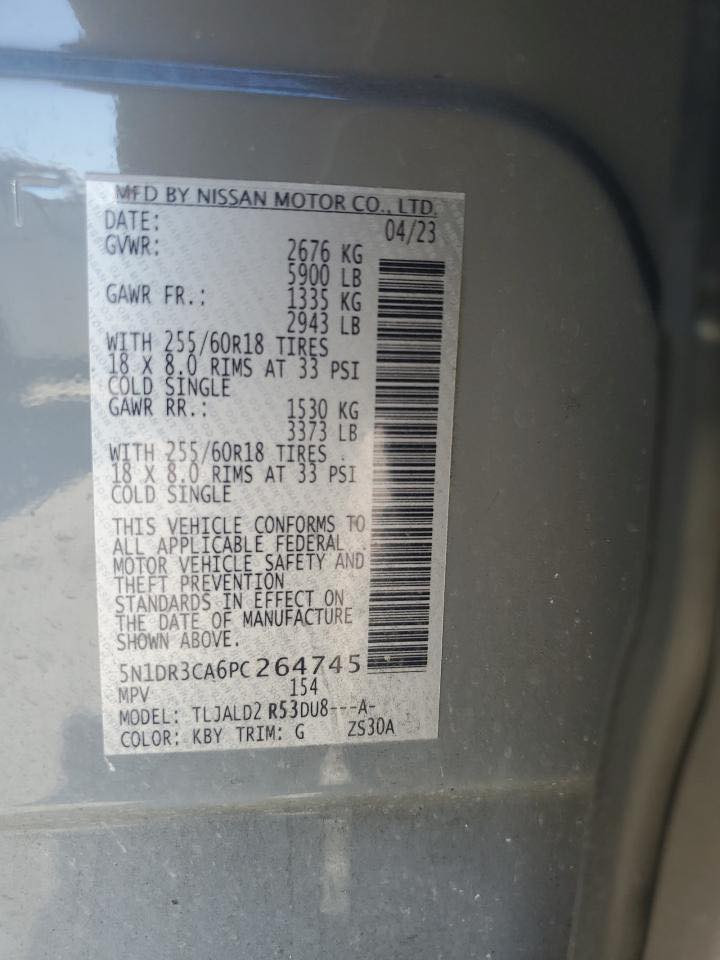 MFD BY NISSAN MOTOR CO., LTD.
DATE: 04/23
GVWR: 2676 KG
5900 LB
GAWR FR.: 1335 KG
2943 LB
WITH 255/60R18 TIRES
18 X 8.0 RIMS AT 33 PSI
COLD SINGLE
GAWR RR.: 1530 KG
3373 LB
WITH 255/60R18 TIRES
18 X 8.0 RIMS AT 33 PSI
COLD SINGLE
THIS VEHICLE CONFORMS TO
ALL APPLICABLE FEDERAL
MOTOR VEHICLE SAFETY AND
THEFT PREVENTION
STANDARDS IN EFFECT ON
THE DATE OF MANUFACTURE
SHOWN ABOVE.
5N1DR3CA6PC264745
MPV 154
MODEL: TLJALD2 R53DU8---A-
COLOR: KBY TRIM: G ZS30A